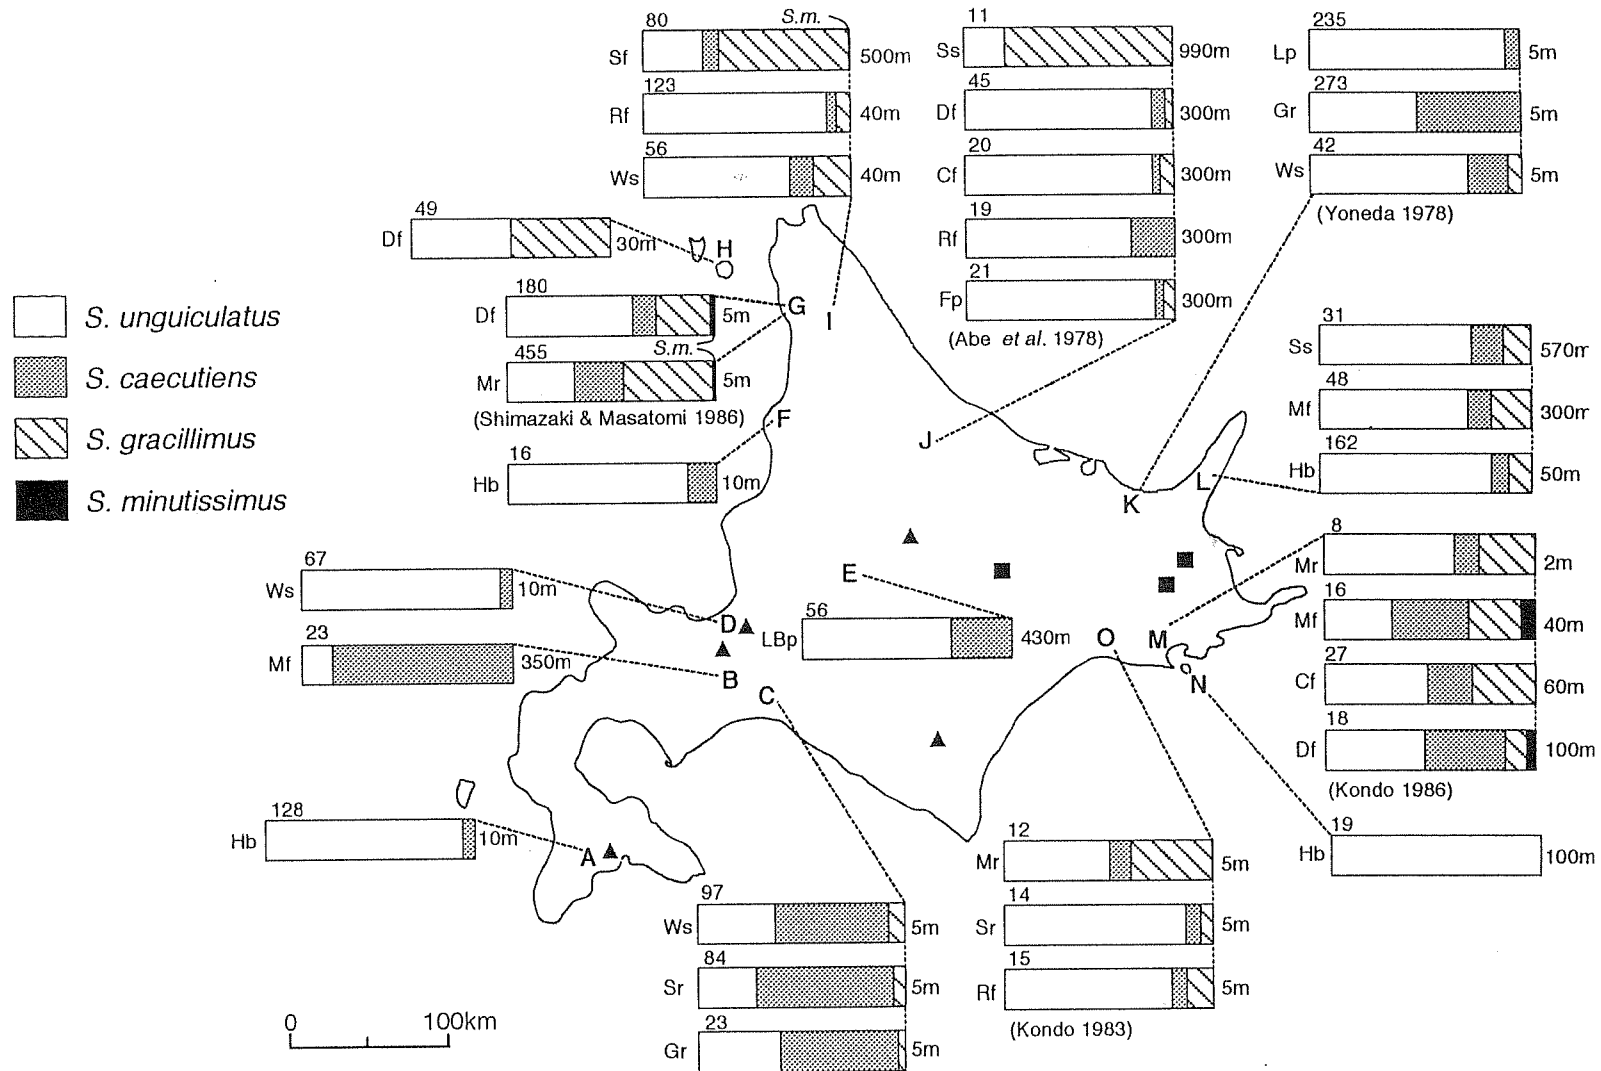 80 S.m.
Sf 500m
123
Rf 40m
56
Ws 40m
11
Ss 990m
45
Df 300m
20
Cf 300m
19
Rf 300m
21
Fp 300m
(Abe et al. 1978)
235
Lp 5m
273
Gr 5m
42
Ws 5m
(Yoneda 1978)
49
Df 30m
H
180
Df 5m
S.m.
455
Mr 5m
(Shimazaki & Masatomi 1986)
G
I
F
16
Hb 10m
S. unguiculatus
S. caecutiens
S. gracillimus
S. minutissimus
J
K
L
31
Ss 570m
48
Mf 300m
162
Hb 50m
67
Ws 10m
D
23
Mf 350m
B
C
E
56
LBp 430m
O
M
N
8
Mr 2m
16
Mf 40m
27
Cf 60m
18
Df 100m
(Kondo 1986)
19
Hb 100m
128
Hb 10m
A
97
Ws 5m
84
Sr 5m
23
Gr 5m
12
Mr 5m
14
Sr 5m
15
Rf 5m
(Kondo 1983)
0 100km